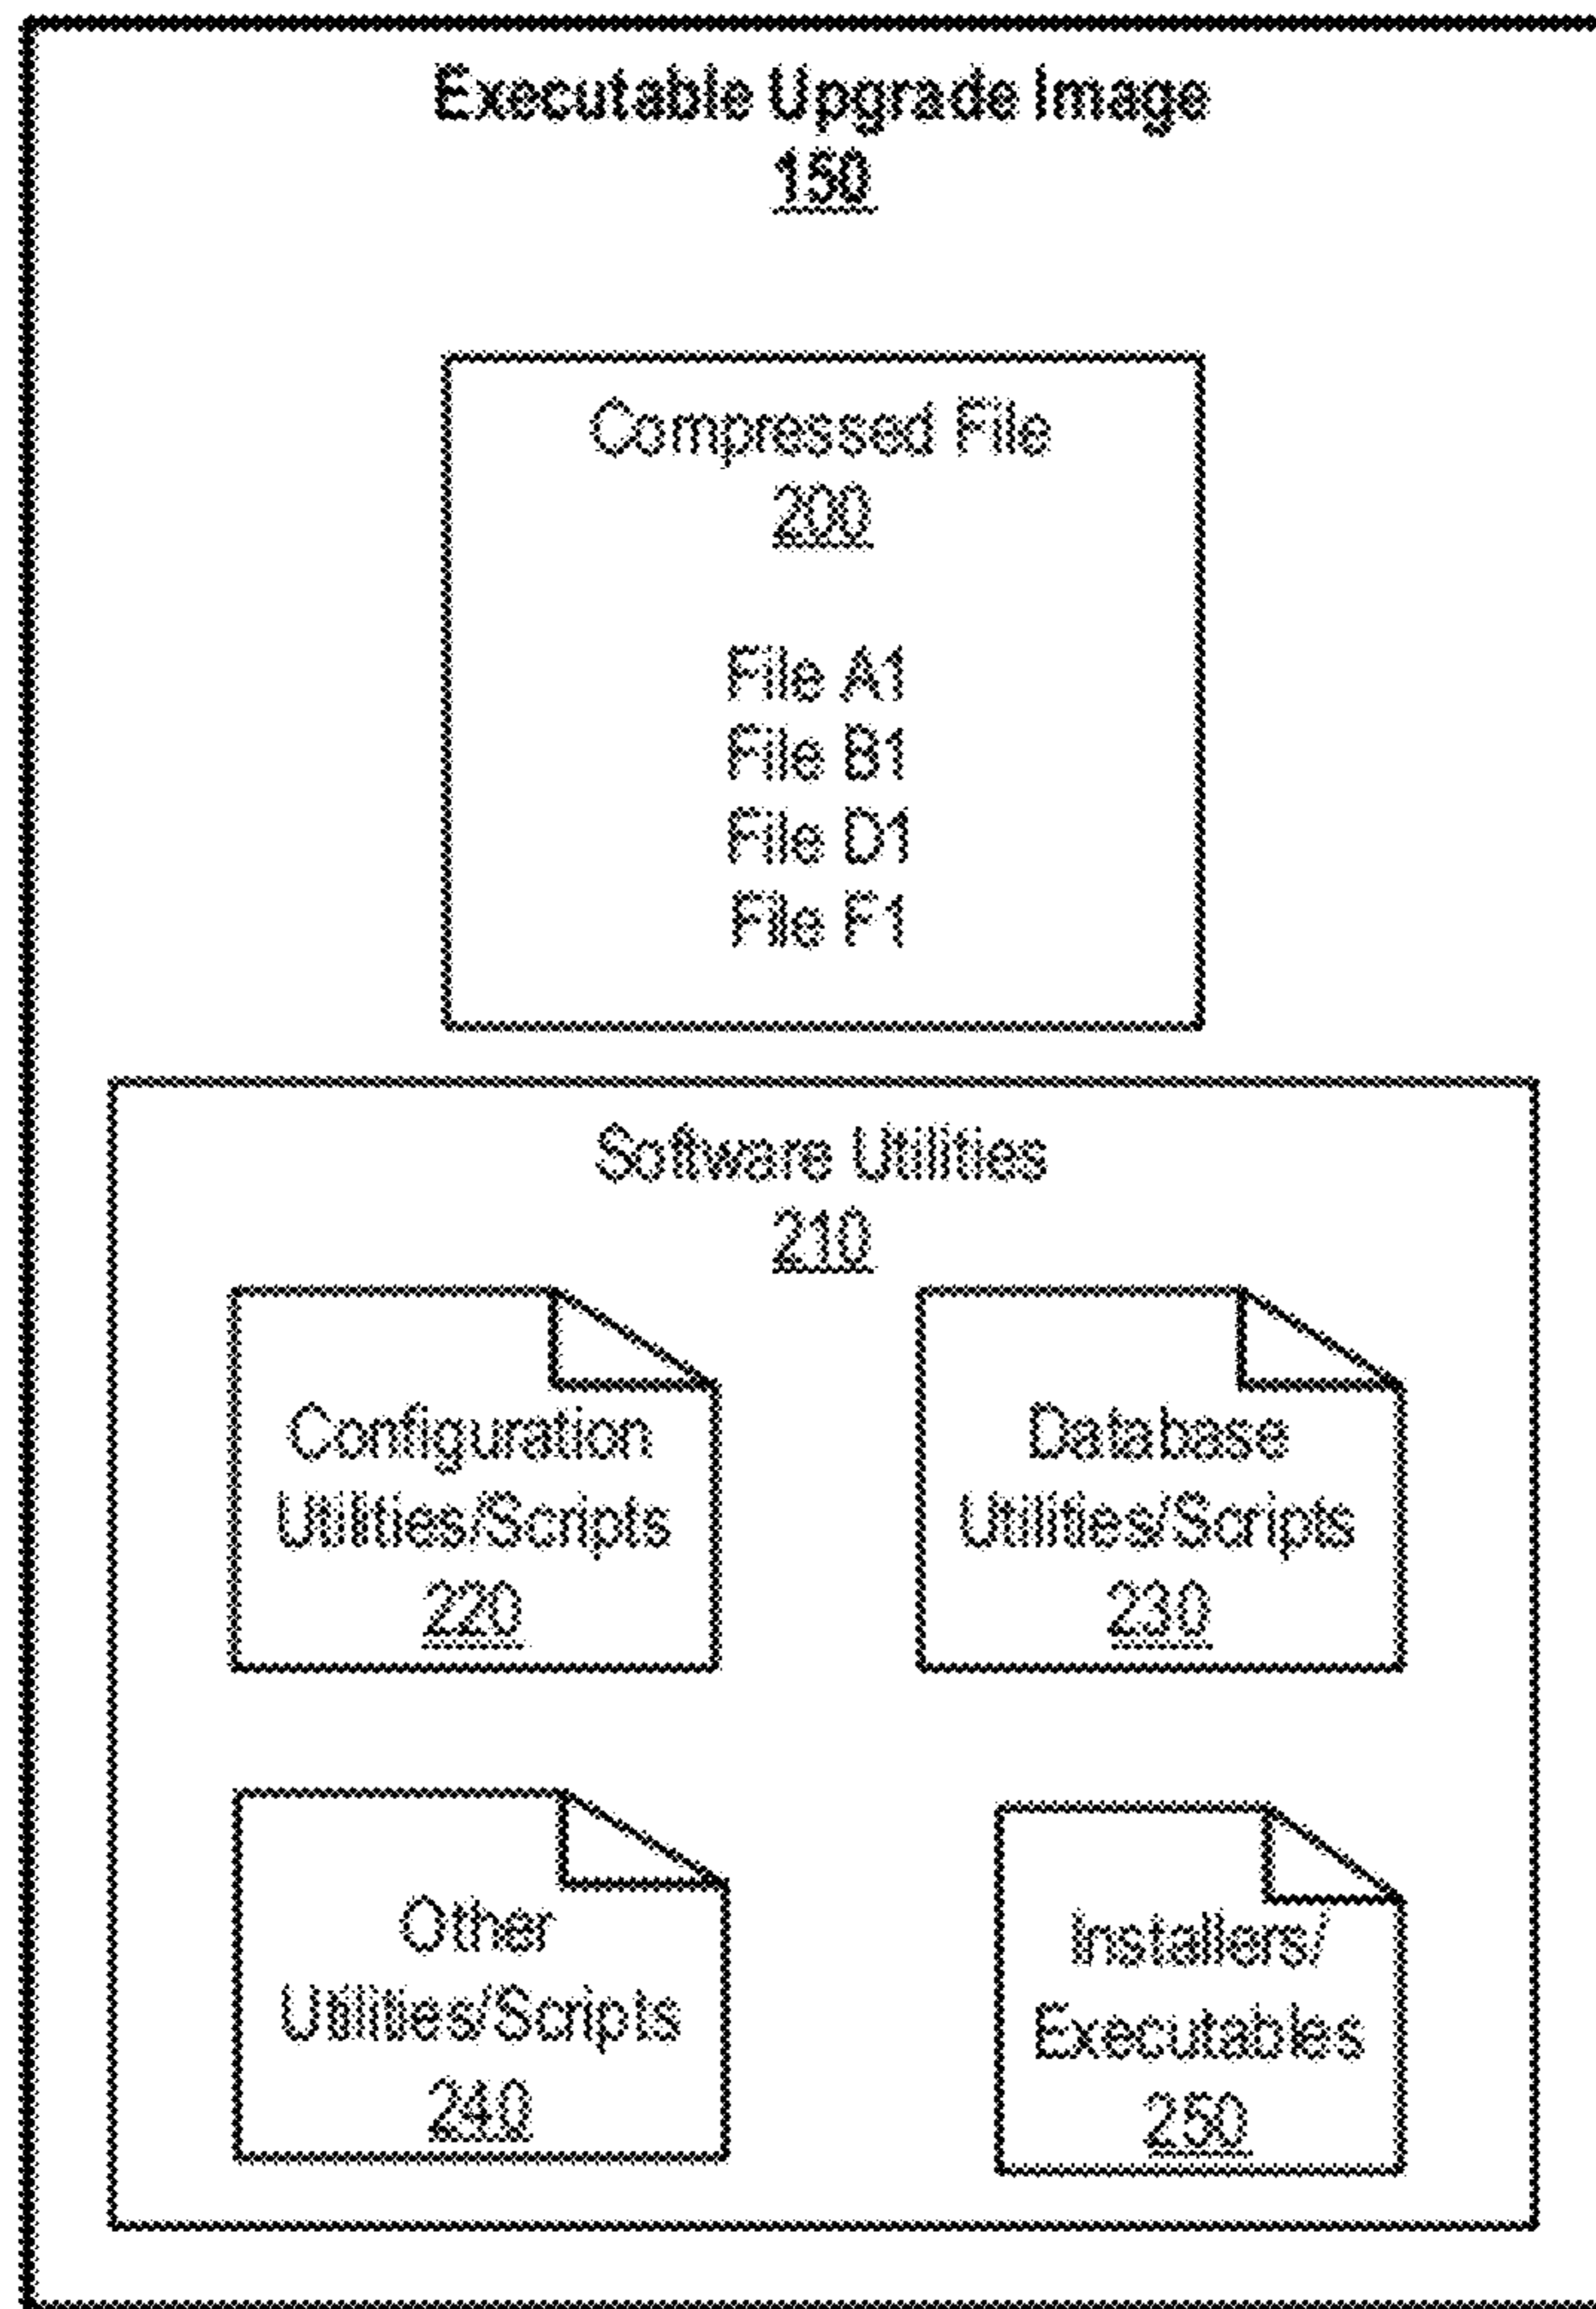 Executable Upgrade Image
150
Compressed File
200
File A1
File B1
File D1
File F1
Software Utilities
210
Configuration
Utilities/Scripts
220
Database
Utilities/Scripts
230
Other
Utilities/Scripts
240
Installers/
Executables
250